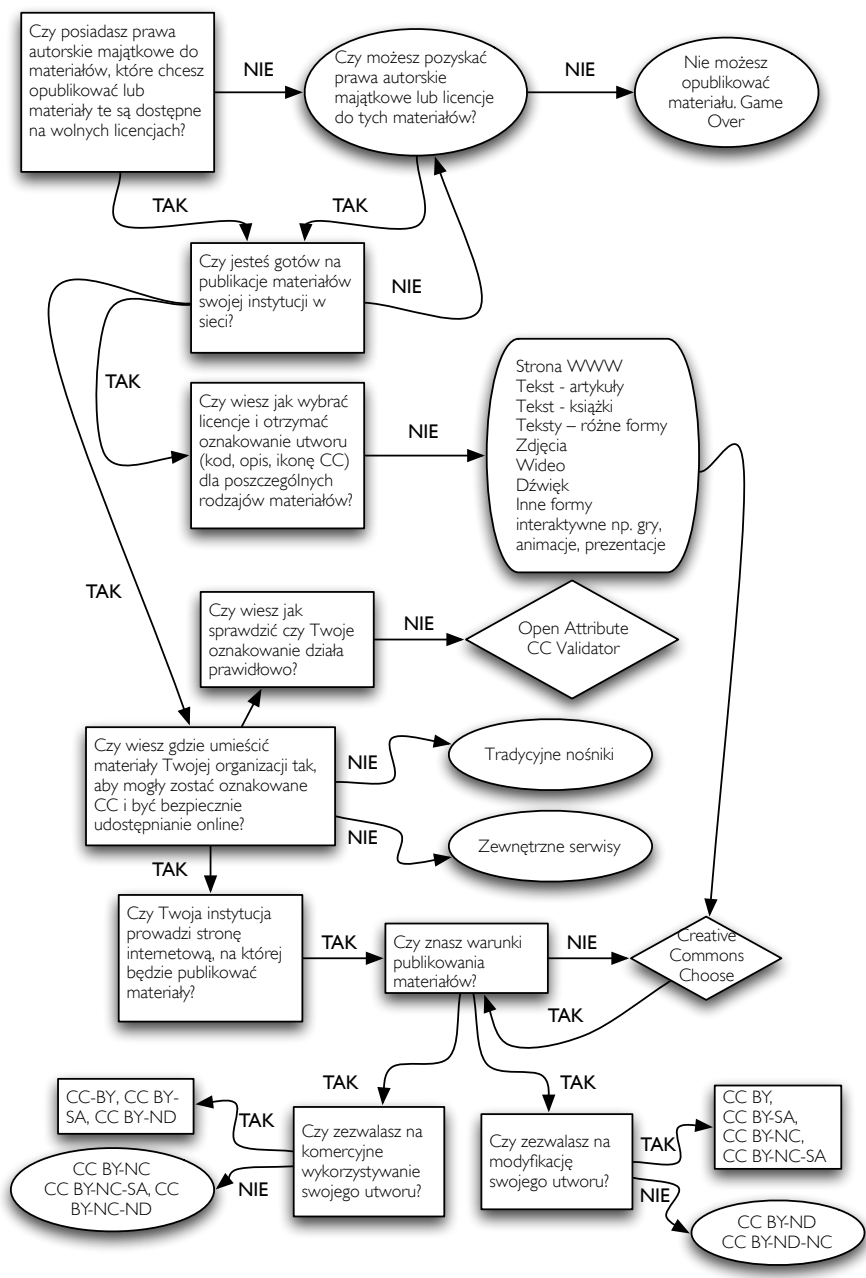 Czy posiadasz prawa
autorskie majątkowe do
materiałów, które chcesz
opublikować lub
materiały te są dostępne
na wolnych licencjach?
NIE
Czy możesz pozyskać
prawa autorskie
majątkowe lub licencje
do tych materiałów?
NIE
Nie możesz
opublikować
materiału. Game
Over
TAK
TAK
Czy jesteś gotów na
publikacje materiałów
swojej instytucji w
sieci?
NIE
TAK
Czy wiesz jak wybrać
licencje i otrzymać
oznakowanie utworu
(kod, opis, ikonę CC)
dla poszczególnych
rodzajów materiałów?
NIE
Strona WWW
Tekst - artykuły
Tekst - książki
Teksty – różne formy
Zdjęcia
Wideo
Dźwięk
Inne formy
interaktywne np. gry,
animacje, prezentacje
TAK
Czy wiesz jak
sprawdzić czy Twoje
oznakowanie działa
prawidłowo?
NIE
Open Attribute
CC Validator
Czy wiesz gdzie umieścić
materiały Twojej organizacji tak,
aby mogły zostać oznakowane
CC i być bezpiecznie
udostępnianie online?
NIE
Tradycyjne nośniki
NIE
Zewnętrzne serwisy
TAK
Czy Twoja instytucja
prowadzi stronę
internetową, na której
będzie publikować
materiały?
TAK
Czy znasz warunki
publikowania
materiałów?
NIE
Creative
Commons
Choose
TAK
TAK
TAK
CC-BY, CC BY-
SA, CC BY-ND
TAK
Czy zezwalasz na
komercyjne
wykorzystywanie
swojego utworu?
NIE
CC BY-NC
CC BY-NC-SA, CC
BY-NC-ND
Czy zezwalasz na
modyfikację
swojego utworu?
TAK
CC BY,
CC BY-SA,
CC BY-NC,
CC BY-NC-SA
NIE
CC BY-ND
CC BY-ND-NC